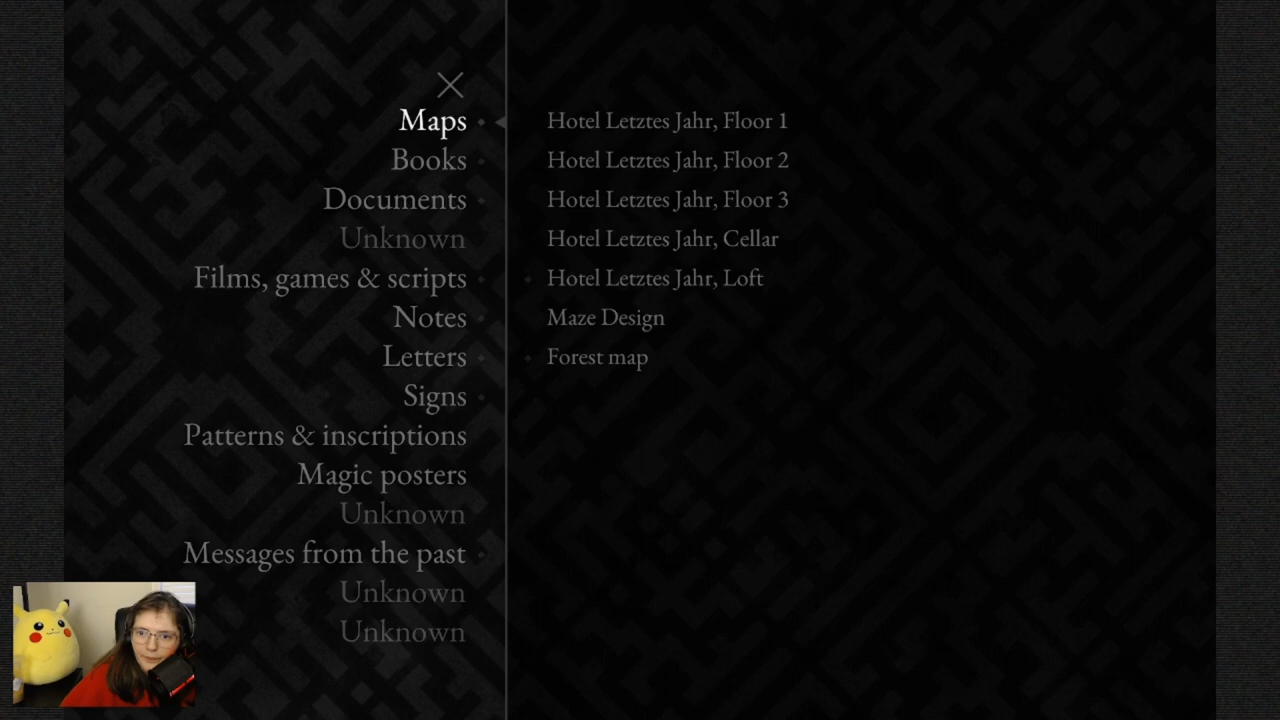 Maps
Books
Documents
Unknown
Films, games & scripts
Notes
Letters
Signs
Patterns & inscriptions
Magic posters
Unknown
Messages from the past
Unknown
Unknown
Hotel Letztes Jahr, Floor 1
Hotel Letztes Jahr, Floor 2
Hotel Letztes Jahr, Floor 3
Hotel Letztes Jahr, Cellar
Hotel Letztes Jahr, Loft
Maze Design
Forest map